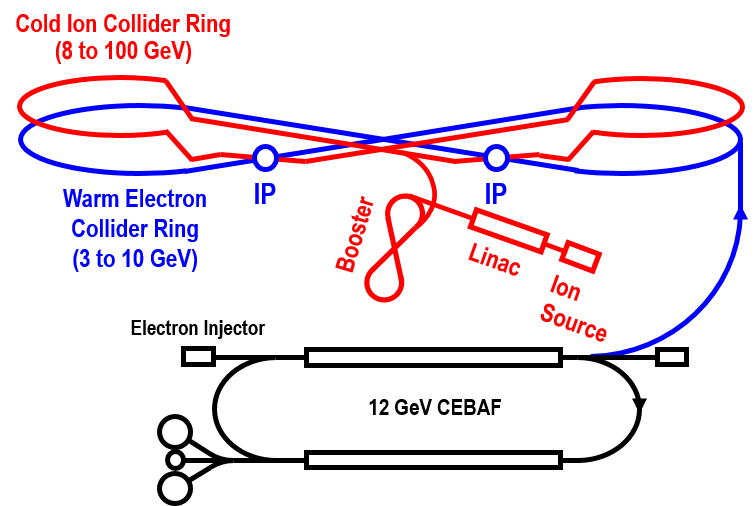 Cold Ion Collider Ring
(8 to 100 GeV)
IP
IP
Warm Electron
Collider Ring
(3 to 10 GeV)
Booster
Linac
Ion
Source
Electron Injector
12 GeV CEBAF